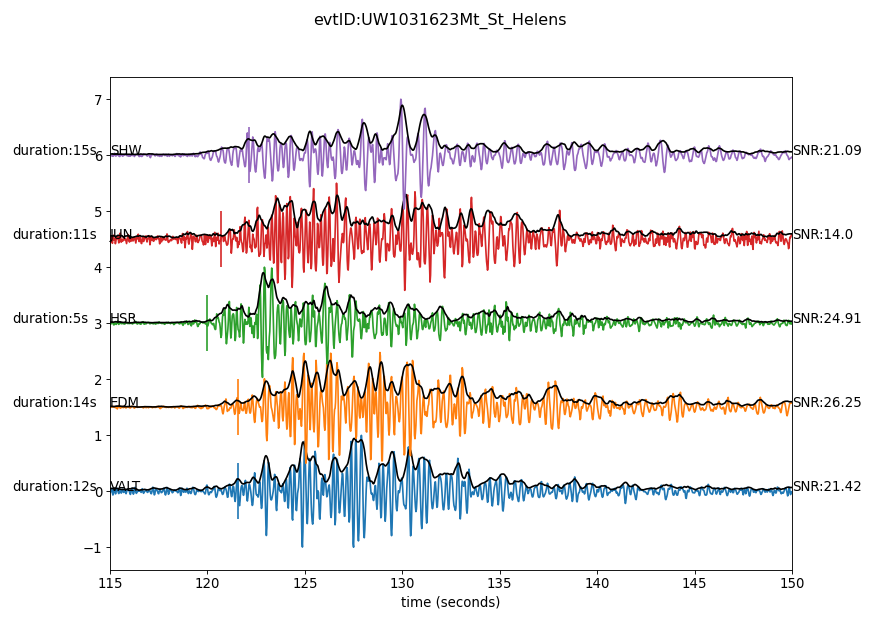 evtID:UW1031623Mt_St_Helens
7
duration:15s SHW SNR:21.09
6
5
duration:11s JUN SNR:14.0
4
duration:5s HSR SNR:24.91
3
2
duration:14s EDM SNR:26.25
1
duration:12s VALT SNR:21.42
0
−1
115 120 125 130 135 140 145 150
time (seconds)